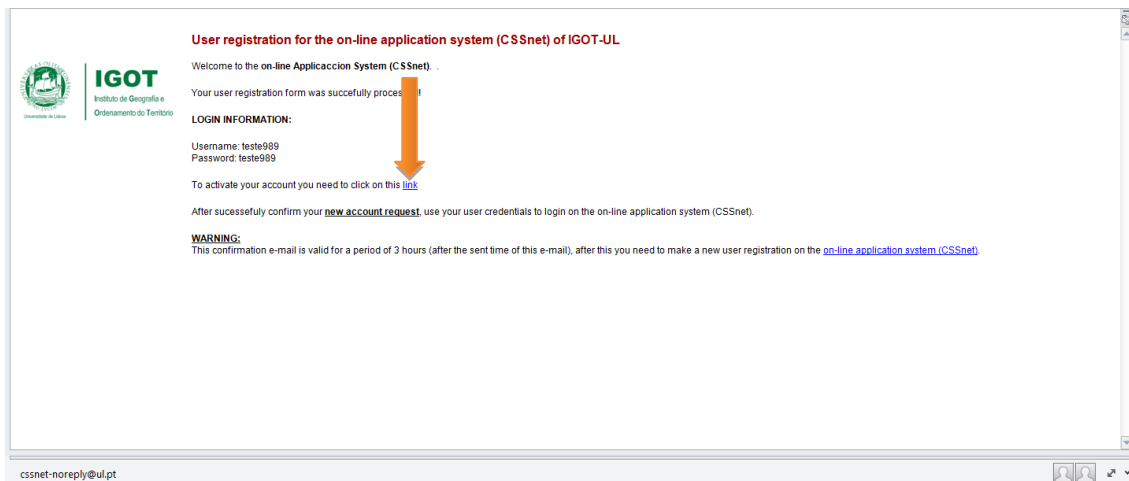 User registration for the on-line application system (CSSnet) of IGOT-UL
Welcome to the on-line Applicaccion System (CSSnet). .
IGOT
Instituto de Geografia e
Ordenamento do Território
Universidade de Lisboa
Your user registration form was succefully proces
LOGIN INFORMATION:
Username: teste989
Password: teste989
To activate your account you need to click on this link
After sucessefuly confirm your new account request, use your user credentials to login on the on-line application system (CSSnet).
WARNING:
This confirmation e-mail is valid for a period of 3 hours (after the sent time of this e-mail), after this you need to make a new user registration on the on-line application system (CSSnet).
cssnet-noreply@ul.pt